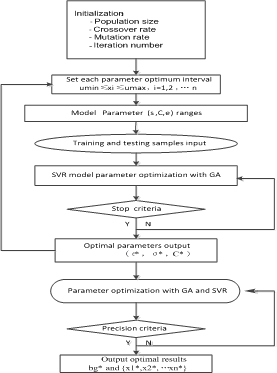 Initialization
- Population size
- Crossover rate
- Mutation rate
- Iteration number
Set each parameter optimum interval
umin≤xi≤umax, i=1,2, … n
Model Parameter (s,C,e) ranges
Training and testing samples input
SVR model parameter optimization with GA
Stop criteria
Y N
Optimal parameters output
(ε*, σ*, C*)
Parameter optimization with GA and SVR
Precision criteria
Y N
Output optimal results
bg* and {x1*,x2*,…xn*}